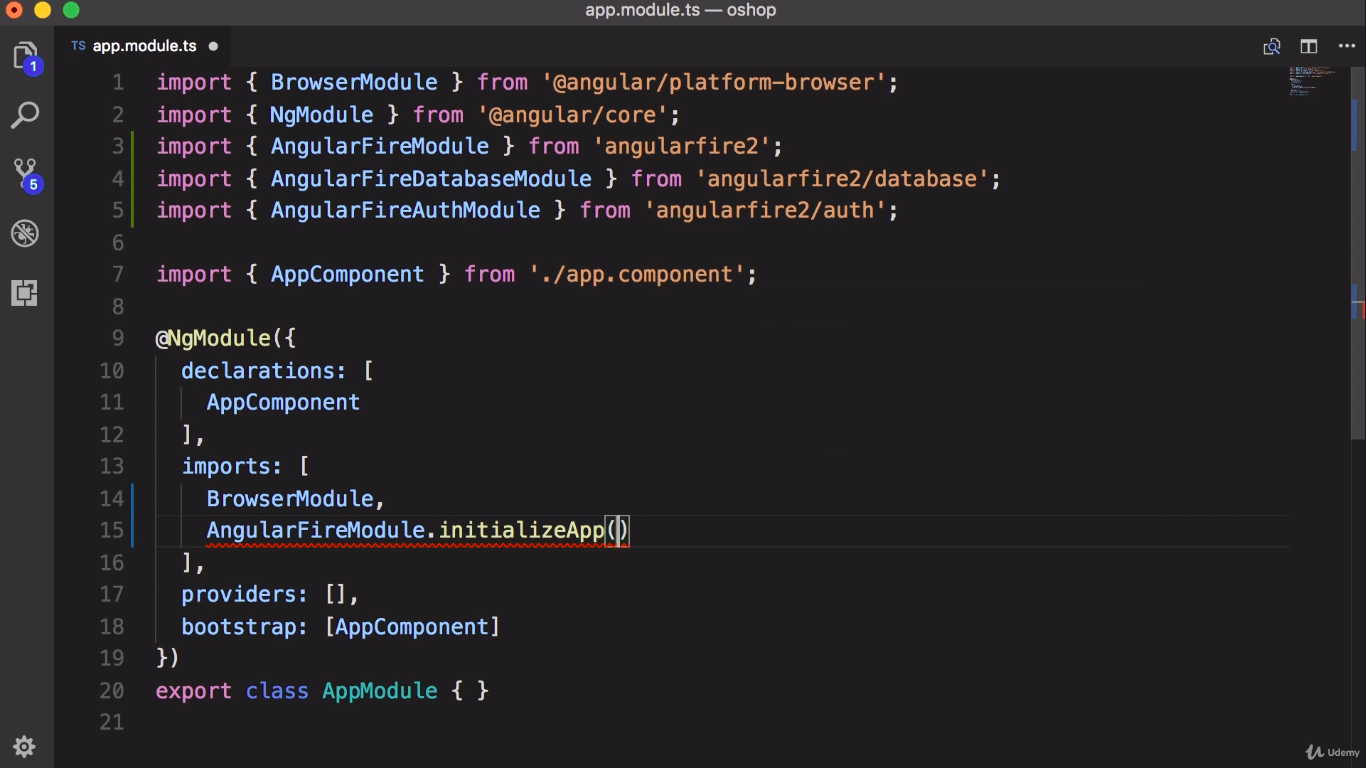 app.module.ts — oshop
TS app.module.ts
1
5
1 import { BrowserModule } from '@angular/platform-browser';
2 import { NgModule } from '@angular/core';
3 import { AngularFireModule } from 'angularfire2';
4 import { AngularFireDatabaseModule } from 'angularfire2/database';
5 import { AngularFireAuthModule } from 'angularfire2/auth';
6
7 import { AppComponent } from './app.component';
8
9 @NgModule({
10 declarations: [
11 AppComponent
12 ],
13 imports: [
14 BrowserModule,
15 AngularFireModule.initializeApp()
16 ],
17 providers: [],
18 bootstrap: [AppComponent]
19 })
20 export class AppModule { }
21
Udemy